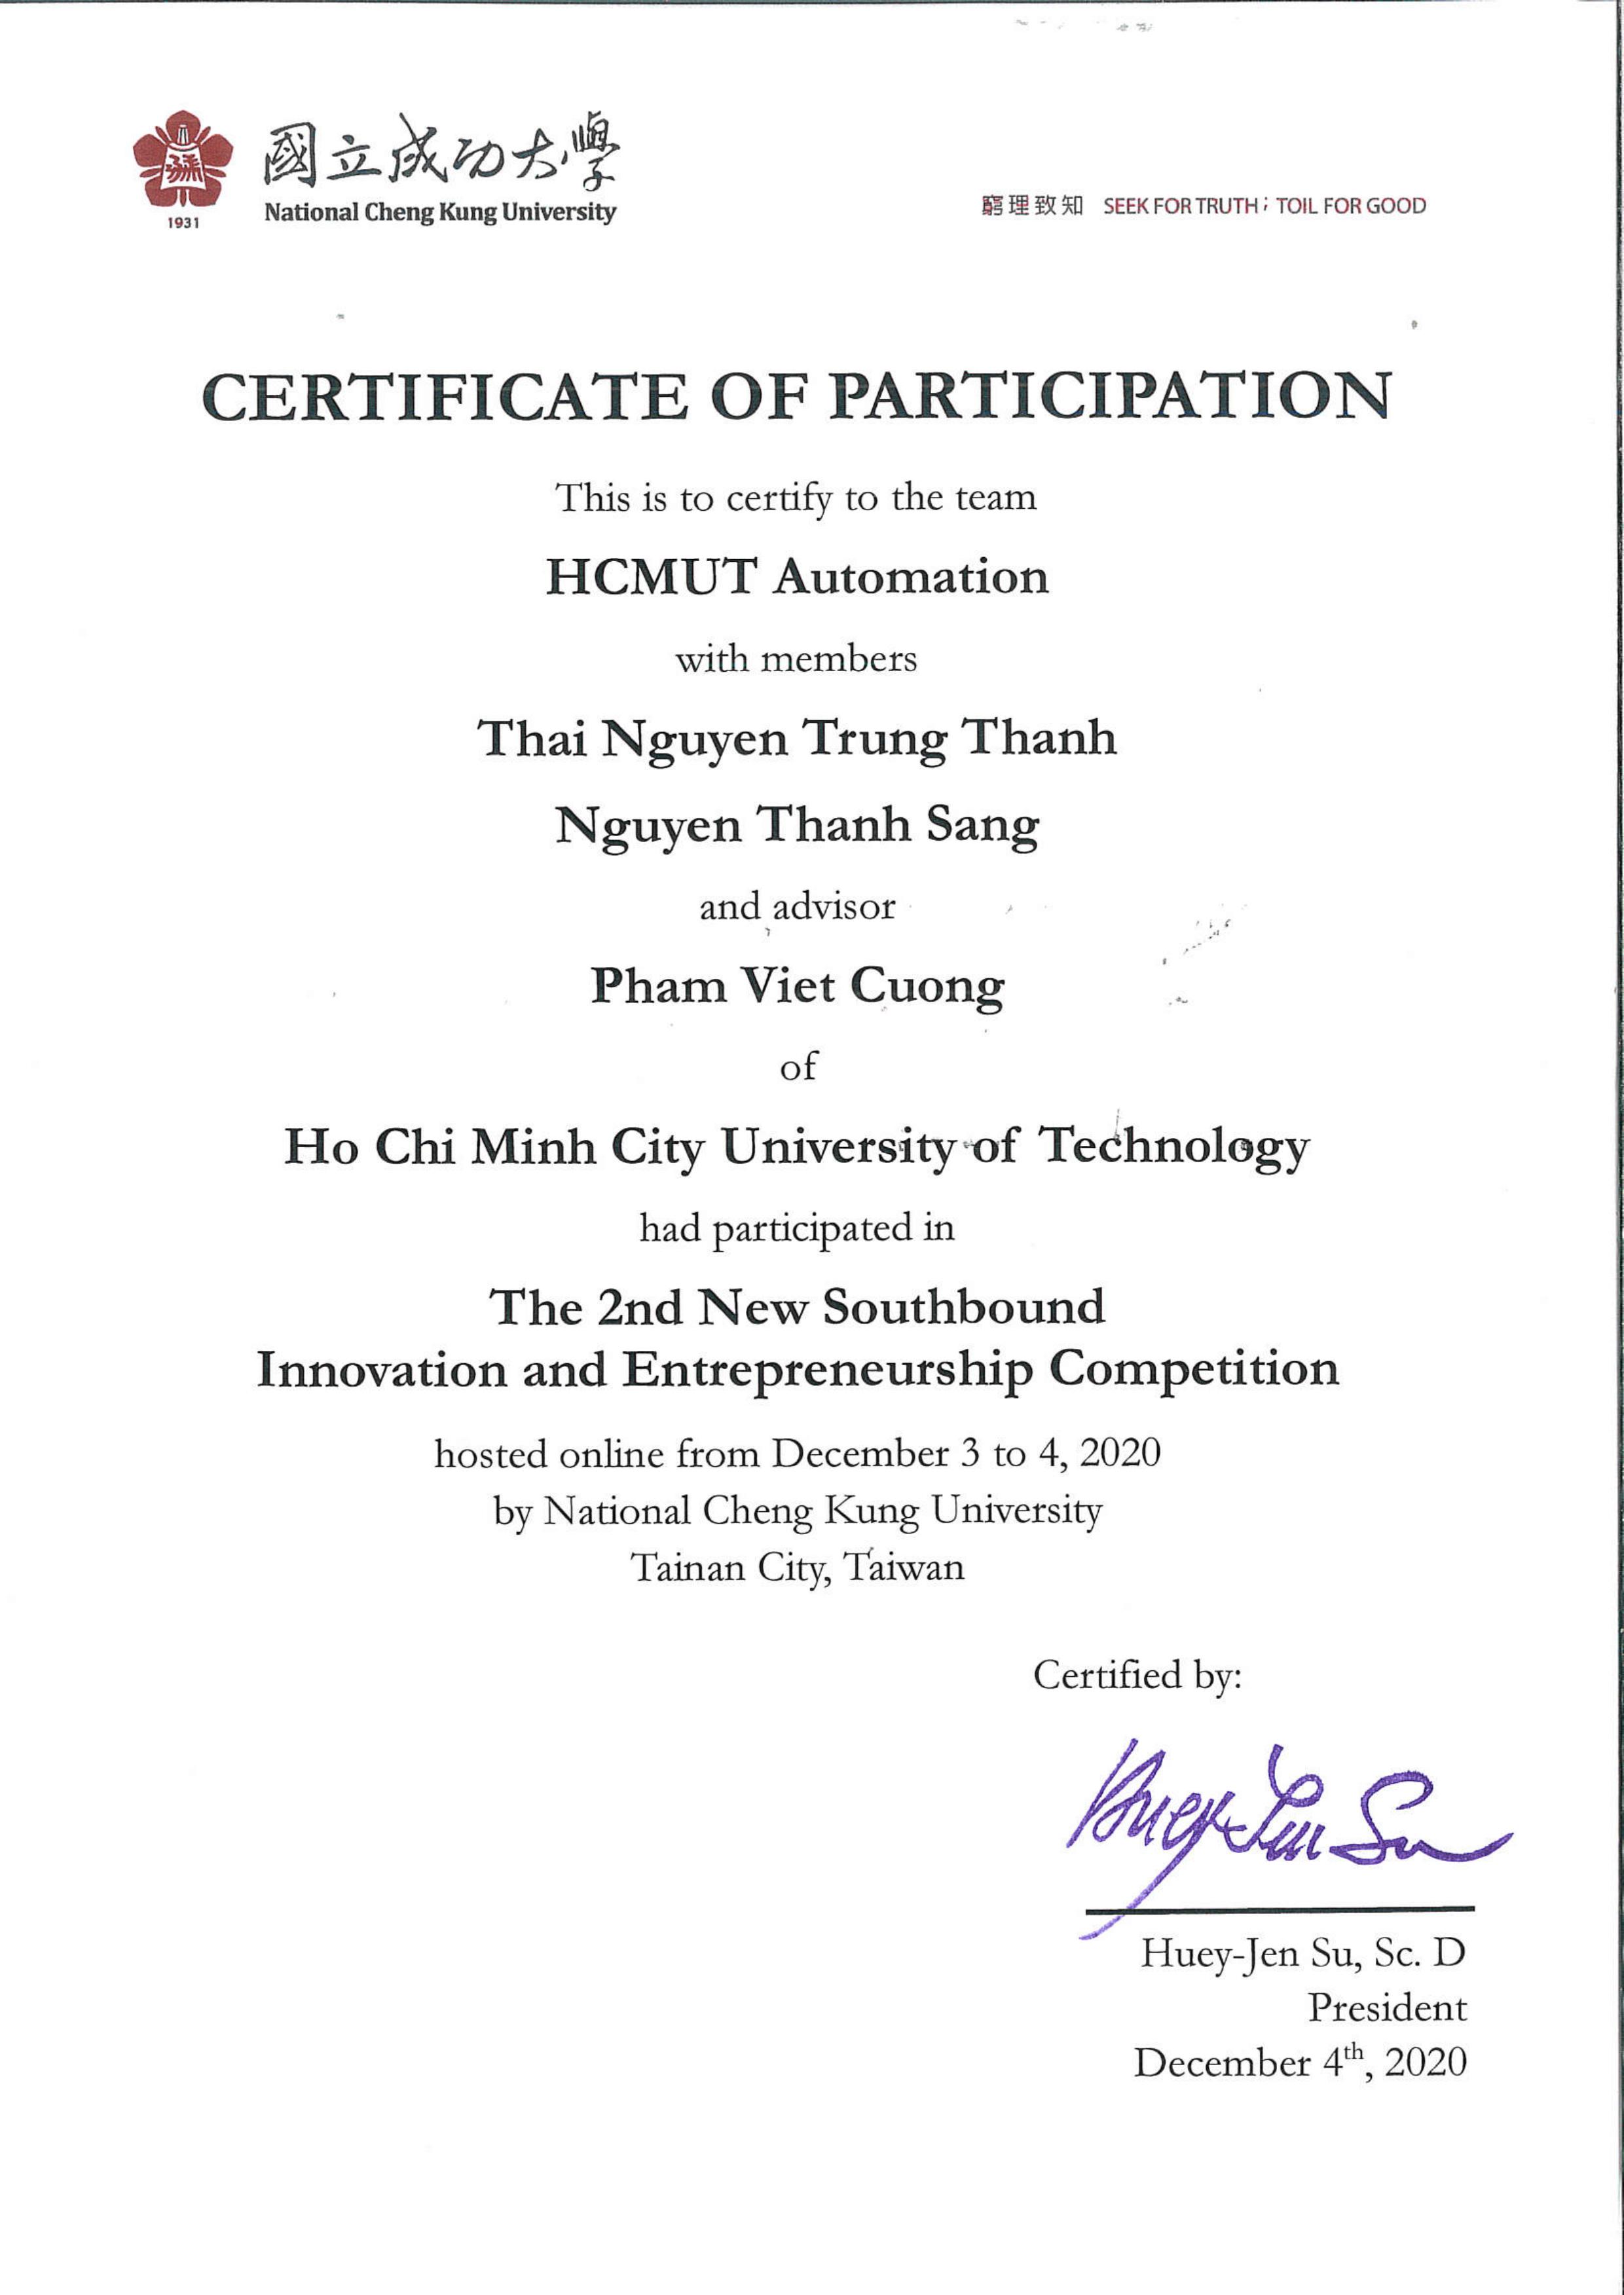 國立成功大學
National Cheng Kung University
1931
窮理致知 SEEK FOR TRUTH; TOIL FOR GOOD
CERTIFICATE OF PARTICIPATION
This is to certify to the team
HCMUT Automation
with members
Thai Nguyen Trung Thanh
Nguyen Thanh Sang
and advisor
Pham Viet Cuong
of
Ho Chi Minh City University of Technology
had participated in
The 2nd New Southbound
Innovation and Entrepreneurship Competition
hosted online from December 3 to 4, 2020
by National Cheng Kung University
Tainan City, Taiwan
Certified by:
Huey-Jen Su
Huey-Jen Su, Sc. D
President
December 4th, 2020